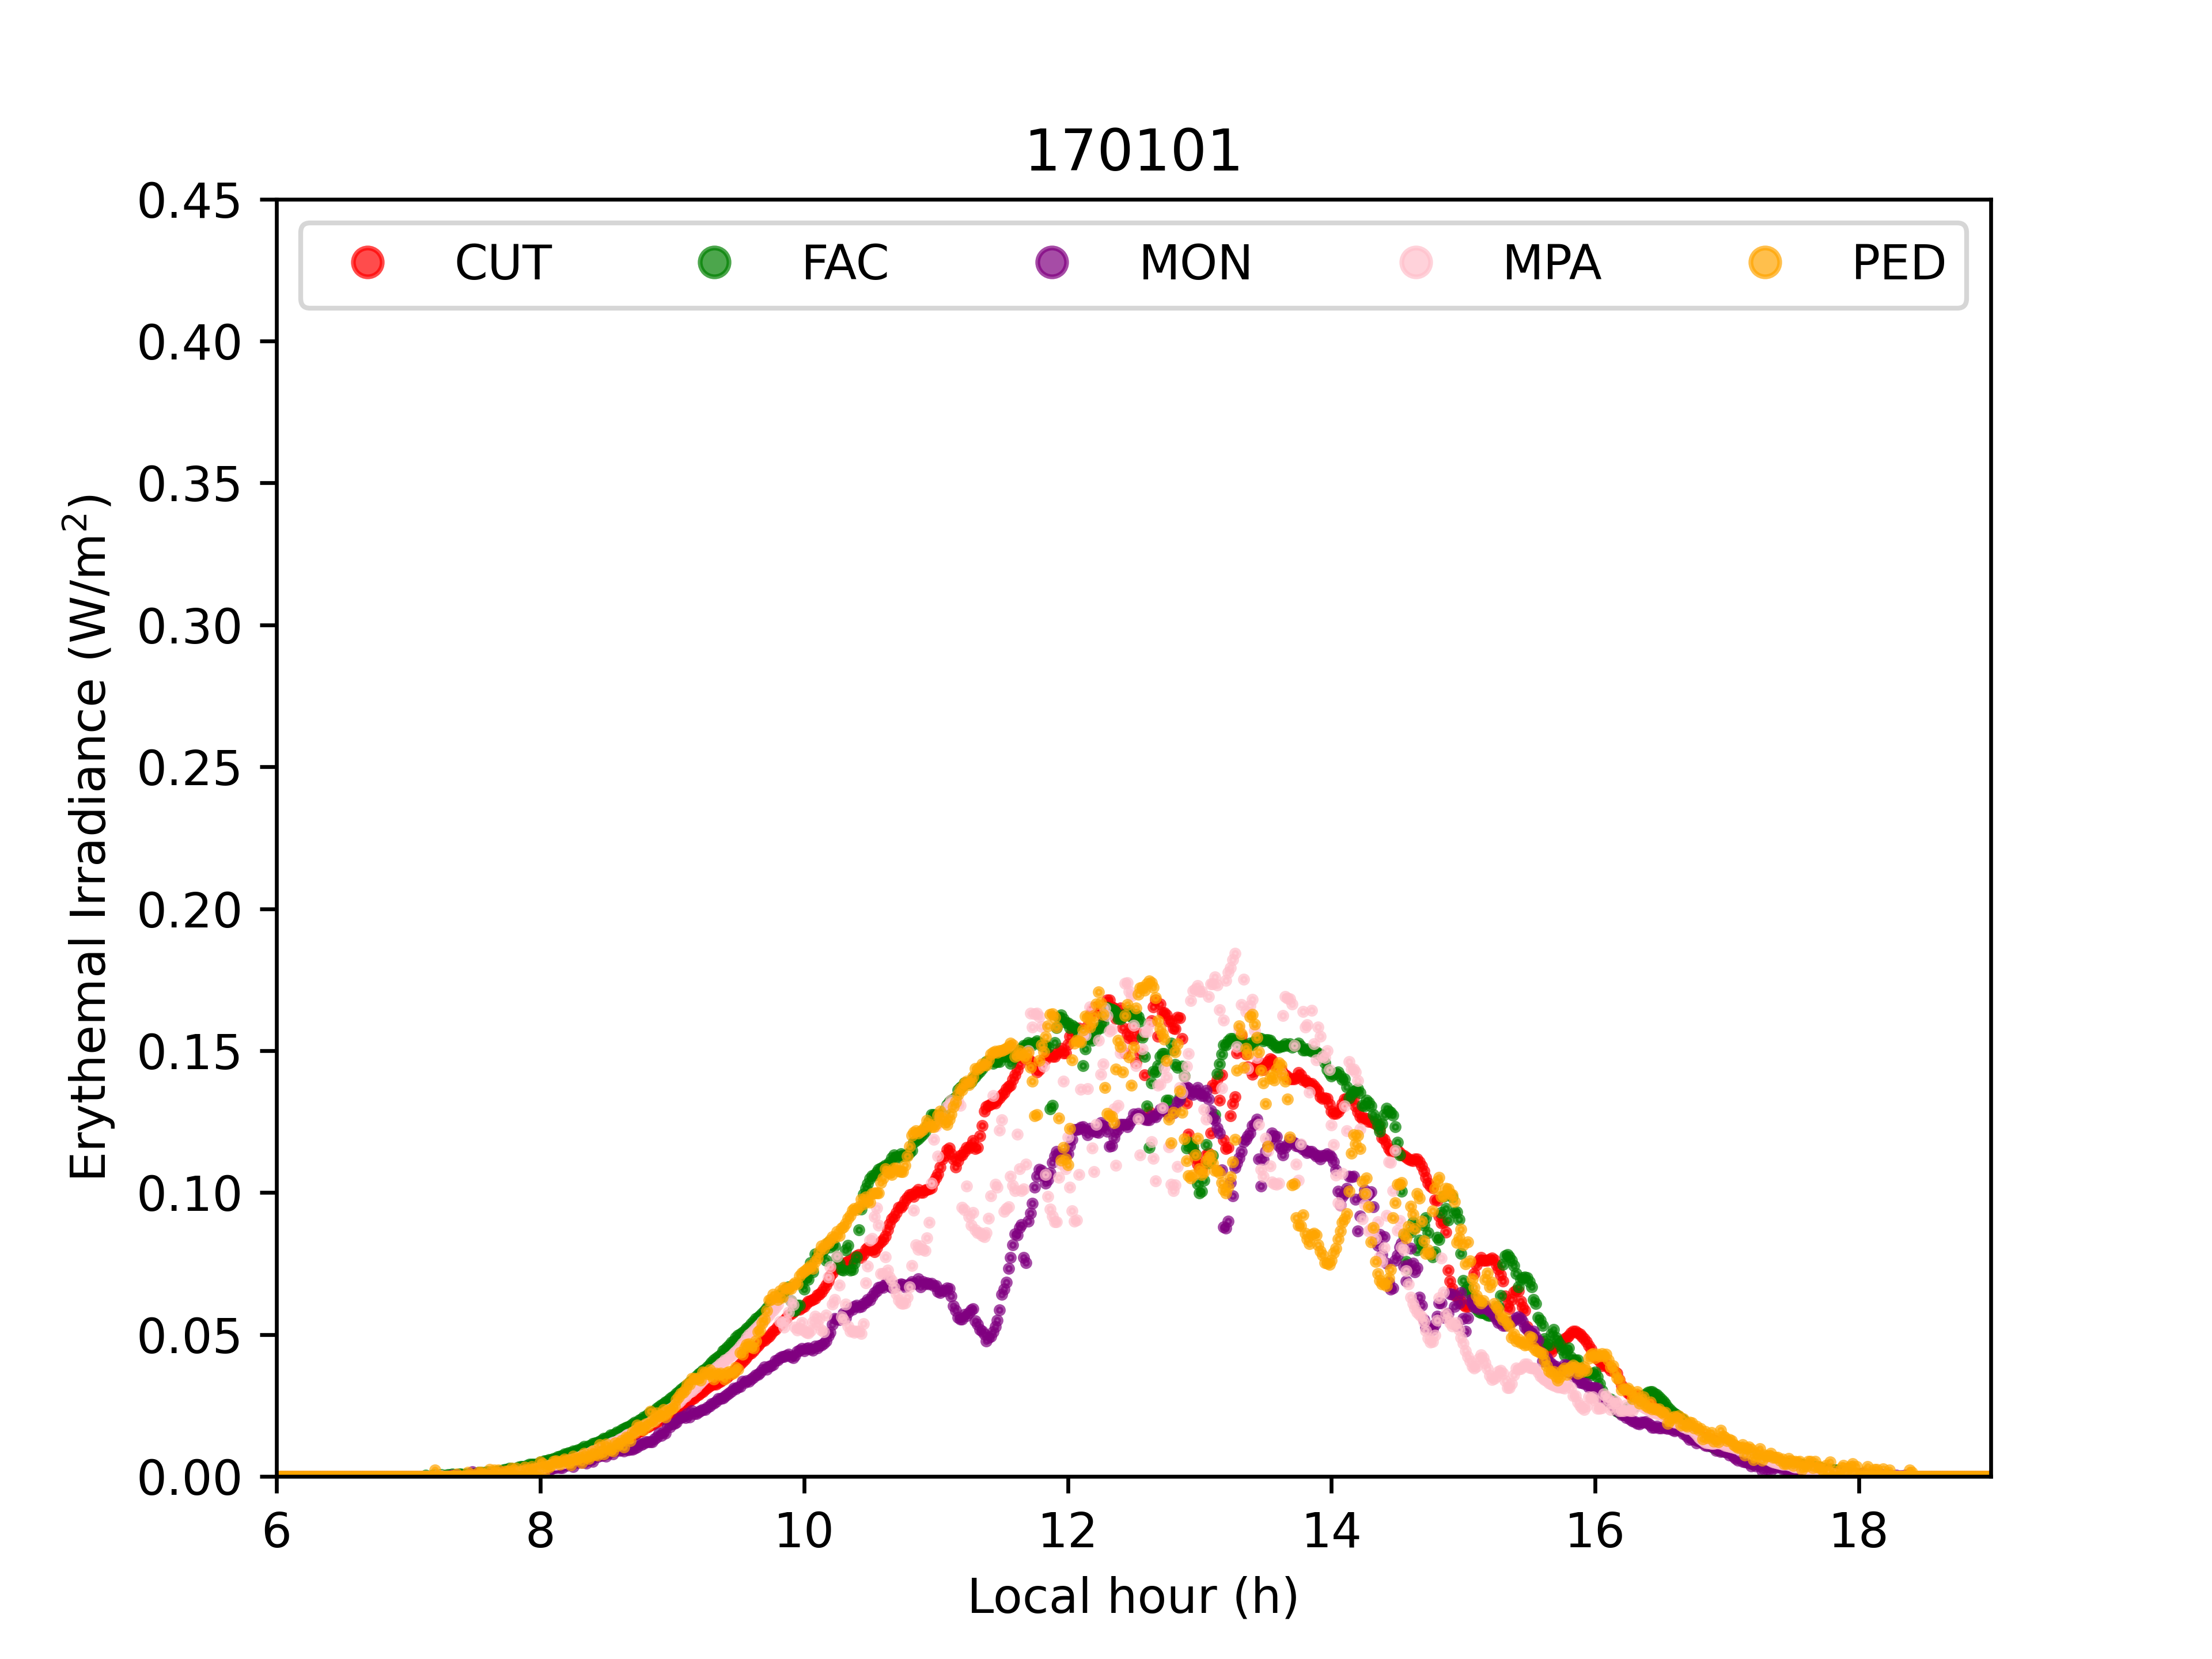 170101
CUT FAC MON MPA PED
0.45
0.40
0.35
0.30
0.25
0.20
0.15
0.10
0.05
0.00
Erythemal Irradiance (W/m²)
6 8 10 12 14 16 18
Local hour (h)